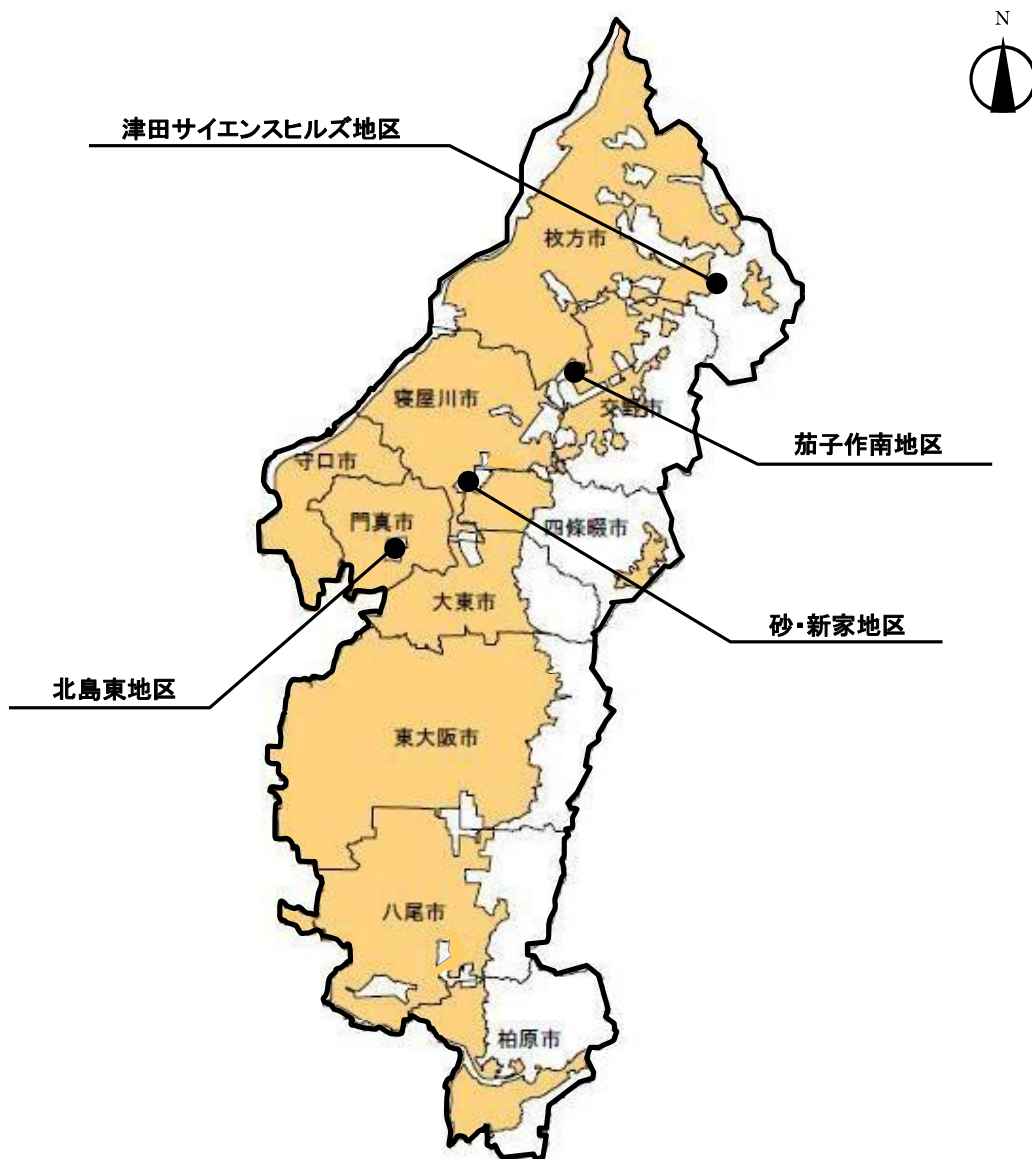 N
津田サイエンスヒルズ地区
枚方市
寝屋川市
交野市
茄子作南地区
守口市
門真市
四條畷市
大東市
砂・新家地区
北島東地区
東大阪市
八尾市
柏原市